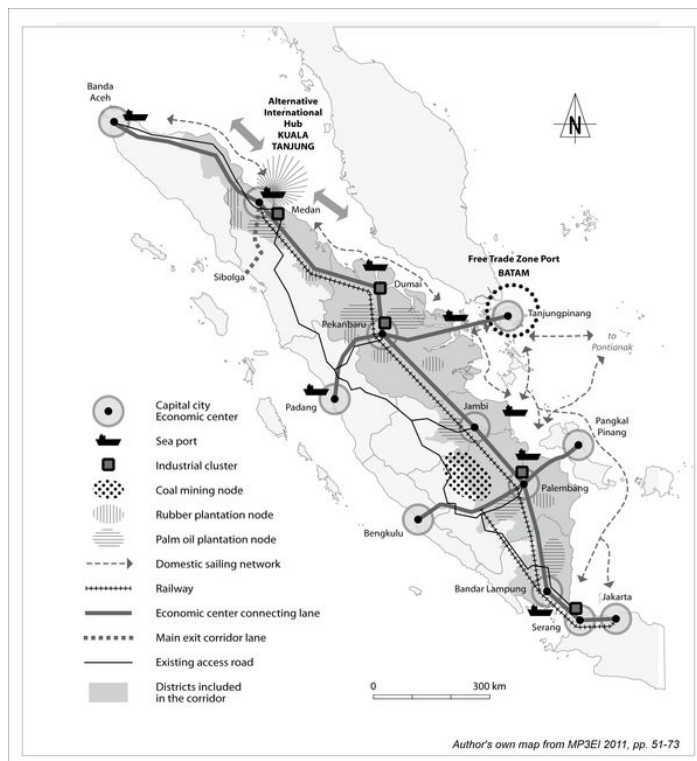 Banda
Aceh
Alternative
International
Hub
KUALA
TANJUNG
N
Medan
Sibolga
Dumai
Free Trade Zone Port
BATAM
Tanjungpinang
Pekanbaru
to
Pontianak
Padang
Jambi
Pangkal
Pinang
Palembang
Bengkulu
Bandar Lampung
Jakarta
Serang
Capital city
Economic center
Sea port
Industrial cluster
Coal mining node
Rubber plantation node
Palm oil plantation node
Domestic sailing network
Railway
Economic center connecting lane
Main exit corridor lane
Existing access road
Districts included
in the corridor
0 300 km
Author's own map from MP3EI 2011, pp. 51-73